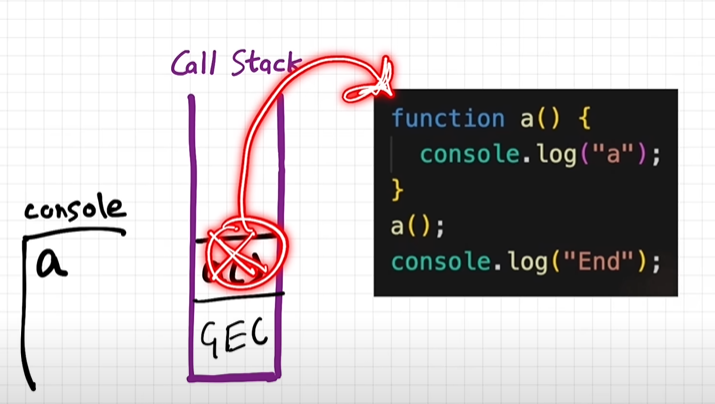 Call Stack
console
a
GEC
function a() {
console.log("a");
}
a();
console.log("End");